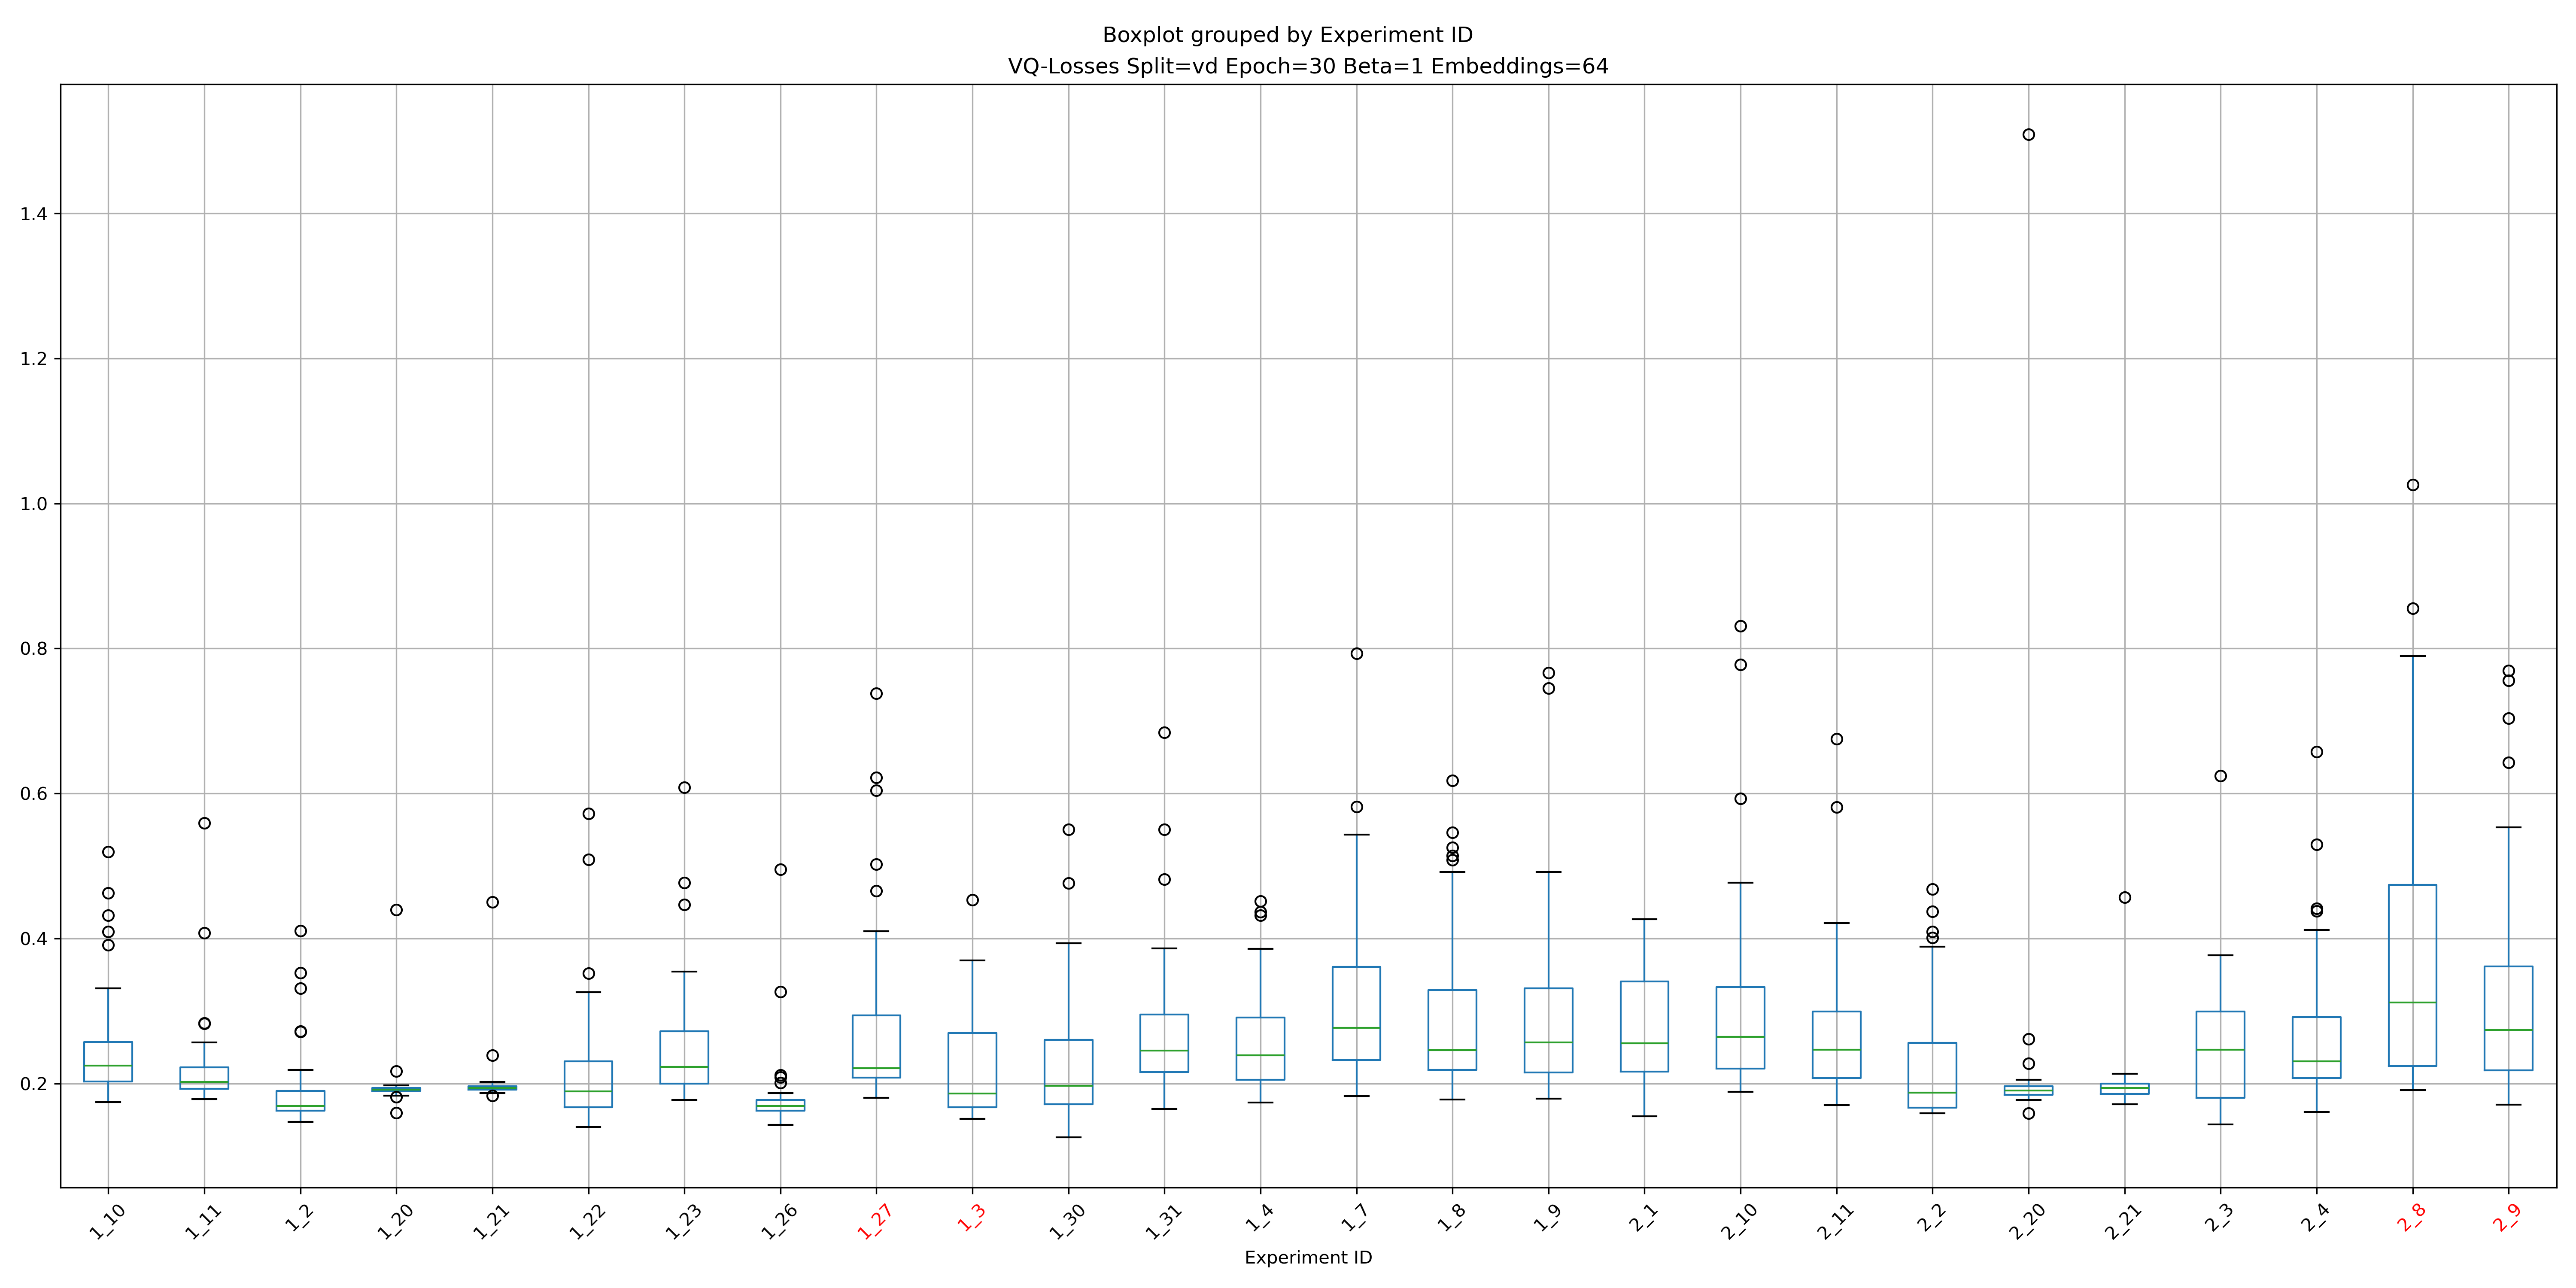 Boxplot grouped by Experiment ID
VQ-Losses Split=vd Epoch=30 Beta=1 Embeddings=64
1.4
1.2
1.0
0.8
0.6
0.4
0.2
1_10 1_11 1_2 1_20 1_21 1_22 1_23 1_26 1_27 1_3 1_30 1_31 1_4 1_7 1_8 1_9 2_1 2_10 2_11 2_2 2_20 2_21 2_3 2_4 2_8 2_9
Experiment ID